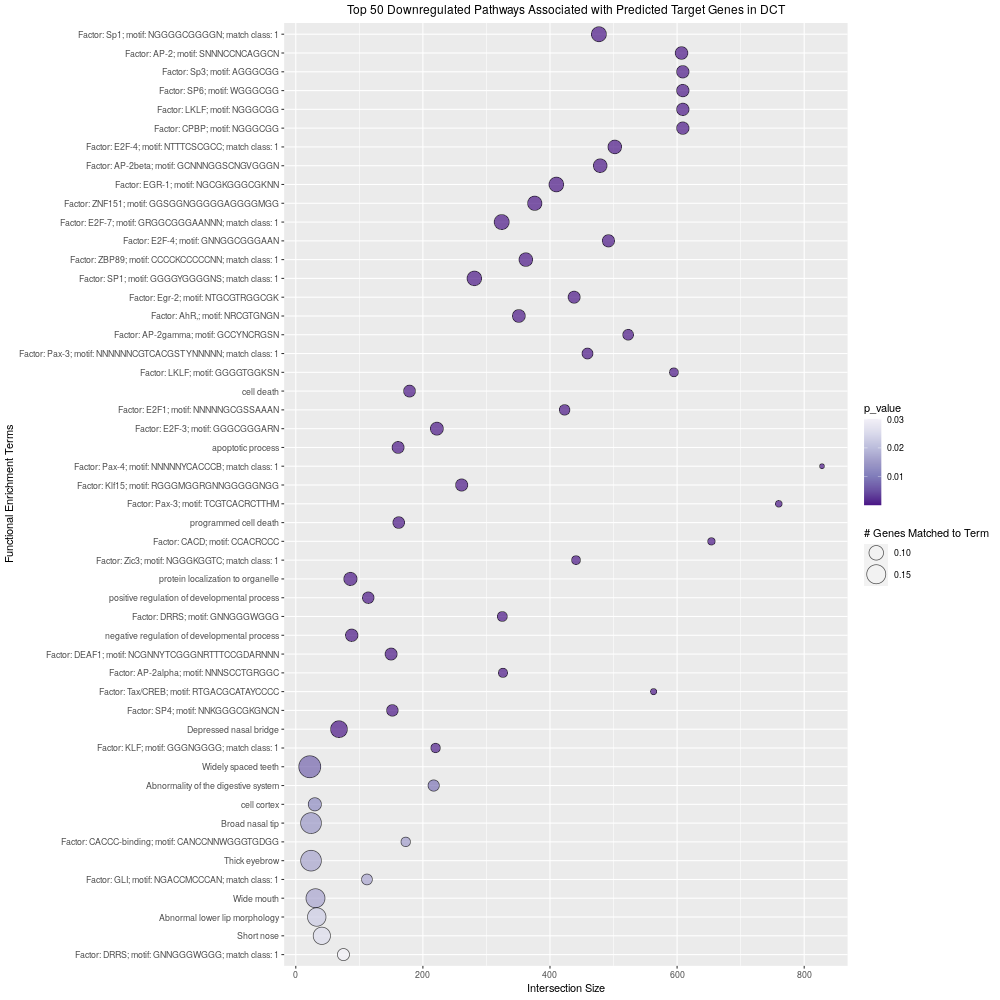 Top 50 Downregulated Pathways Associated with Predicted Target Genes in DCT
Functional Enrichment Terms
Factor: Sp1; motif: NGGGGCGGGGN; match class: 1
Factor: AP-2; motif: SNNNCCNCAGGCN
Factor: Sp3; motif: AGGGCGG
Factor: SP6; motif: WGGGCGG
Factor: LKLF; motif: NGGGCGG
Factor: CPBP; motif: NGGGCGG
Factor: E2F-4; motif: NTTTCSCGCC; match class: 1
Factor: AP-2beta; motif: GCNNNGGSCNGVGGGN
Factor: EGR-1; motif: NGCGKGGGCGKNN
Factor: ZNF151; motif: GGSGGNGGGGGAGGGGMGG
Factor: E2F-7; motif: GRGGCGGGAANNN; match class: 1
Factor: E2F-4; motif: GNNGGCGGGAAN
Factor: ZBP89; motif: CCCCKCCCCCNN; match class: 1
Factor: SP1; motif: GGGGYGGGGNS; match class: 1
Factor: Egr-2; motif: NTGCGTRGGCGK
Factor: AhR,; motif: NRCGTGNGN
Factor: AP-2gamma; motif: GCCYNCRGSN
Factor: Pax-3; motif: NNNNNNCGTCACGSTYNNNNN; match class: 1
Factor: LKLF; motif: GGGGTGGKSN
cell death
Factor: E2F1; motif: NNNNNGCGSSAAAN
Factor: E2F-3; motif: GGGCGGGARN
apoptotic process
Factor: Pax-4; motif: NNNNNYCACCCB; match class: 1
Factor: Klf15; motif: RGGGMGGRGNNGGGGGNGG
Factor: Pax-3; motif: TCGTCACRCTTHM
programmed cell death
Factor: CACD; motif: CCACRCCC
Factor: Zic3; motif: NGGGKGGTC; match class: 1
protein localization to organelle
positive regulation of developmental process
Factor: DRRS; motif: GNNGGGWGGG
negative regulation of developmental process
Factor: DEAF1; motif: NCGNNYTCGGGNRTTTCCGDARNNN
Factor: AP-2alpha; motif: NNNSCCTGRGGC
Factor: Tax/CREB; motif: RTGACGCATAYCCCC
Factor: SP4; motif: NNKGGGCGKGNCN
Depressed nasal bridge
Factor: KLF; motif: GGGNGGGG; match class: 1
Widely spaced teeth
Abnormality of the digestive system
cell cortex
Broad nasal tip
Factor: CACCC-binding; motif: CANCCNNWGGGTGDGG
Thick eyebrow
Factor: GLI; motif: NGACCMCCCAN; match class: 1
Wide mouth
Abnormal lower lip morphology
Short nose
Factor: DRRS; motif: GNNGGGWGGG; match class: 1
0 200 400 600 800
Intersection Size
p_value
0.03
0.02
0.01
# Genes Matched to Term
0.10
0.15